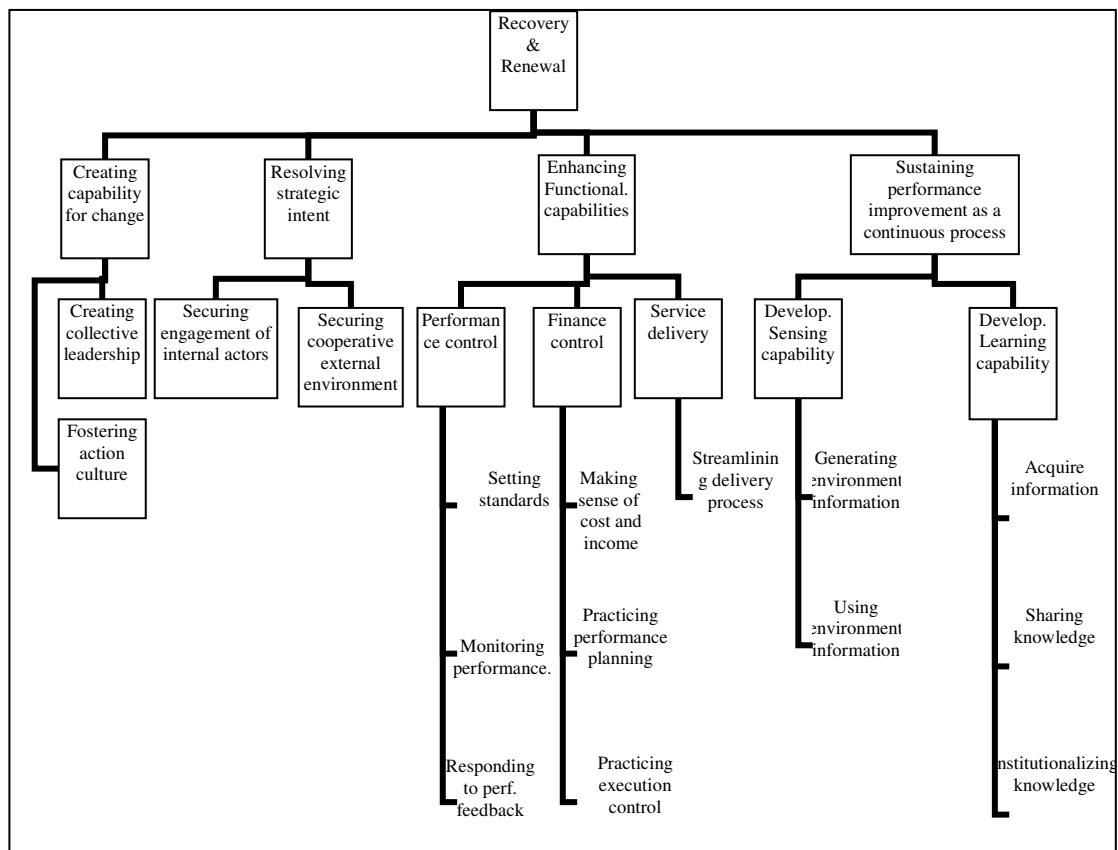 Recovery
&
Renewal
Creating
capability
for change
Resolving
strategic
intent
Enhancing
Functional.
capabilities
Sustaining
performance
improvement as a
continuous process
Creating
collective
leadership
Securing
engagement of
internal actors
Securing
cooperative
external
environment
Performan
ce control
Finance
control
Service
delivery
Develop.
Sensing
capability
Develop.
Learning
capability
Fostering
action
culture
Setting
standards
Making
sense of
cost and
income
Streamlinin
g delivery
process
Generating
environment
information
Acquire
information
Monitoring
performance.
Practicing
performance
planning
Using
environment
information
Sharing
knowledge
Responding
to perf.
feedback
Practicing
execution
control
nstitutionalizing
knowledge